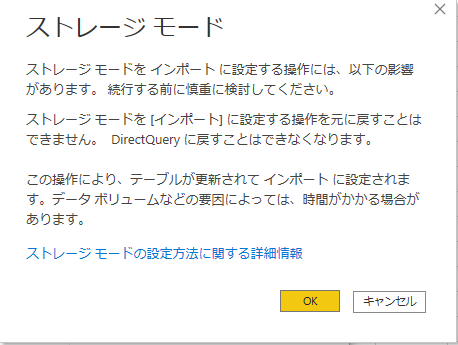 ストレージ モード
ストレージ モードを インポート に設定する操作には、以下の影響
があります。 続行する前に慎重に検討してください。
ストレージ モードを [インポート] に設定する操作を元に戻すことは
できません。 DirectQuery に戻すことはできなくなります。
この操作により、テーブルが更新されて インポート に設定されま
す。データ ボリュームなどの要因によっては、時間がかかる場合が
あります。
ストレージ モードの設定方法に関する詳細情報
OK キャンセル